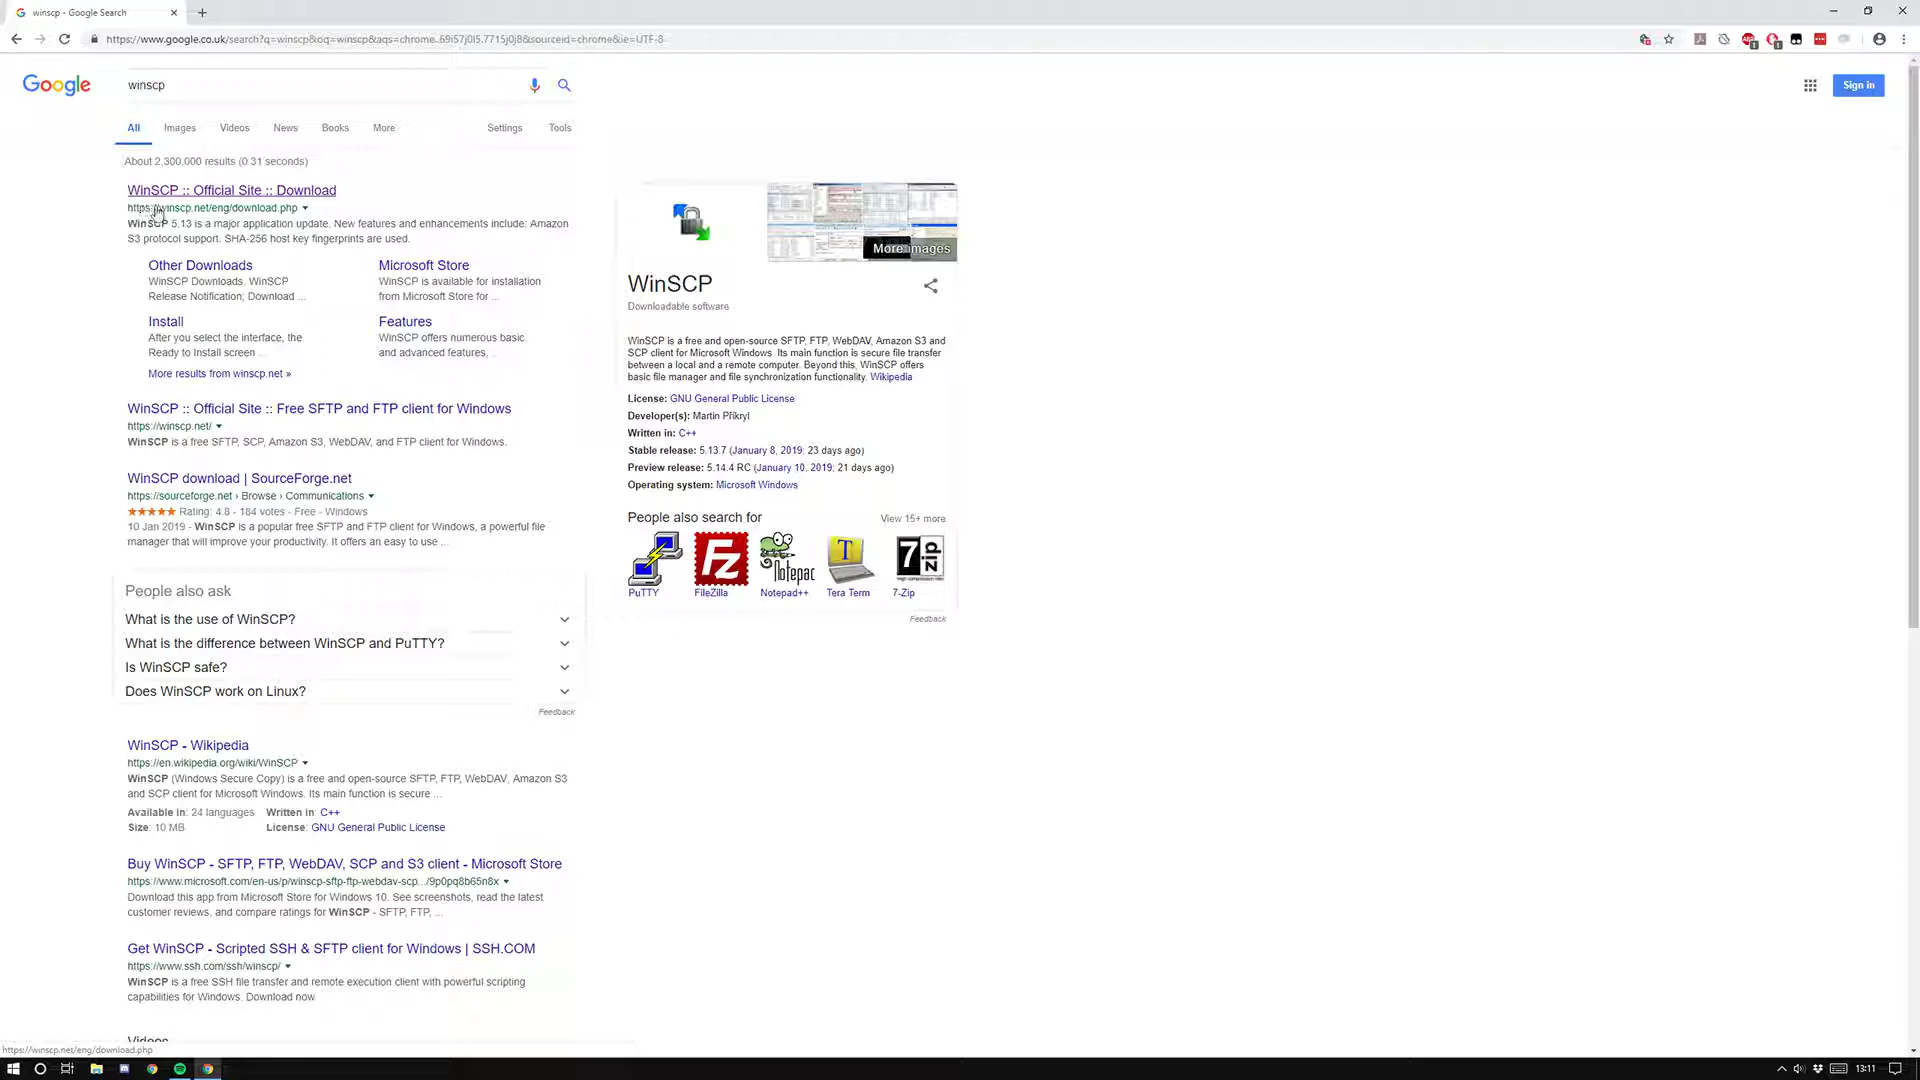 winscp - Google Search
https://www.google.co.uk/search?q=winscp&oq=winscp&aqs=chrome..69i57j0l5.7715j0j8&sourceid=chrome&ie=UTF-8
Google
winscp
Sign in
All Images Videos News Books More Settings Tools
About 2,300,000 results (0.31 seconds)
WinSCP :: Official Site :: Download
https://winscp.net/eng/download.php
WinSCP 5.13 is a major application update. New features and enhancements include: Amazon
S3 protocol support. SHA-256 host key fingerprints are used.
Other Downloads
WinSCP Downloads. WinSCP
Release Notification; Download ...
Microsoft Store
WinSCP is available for installation
from Microsoft Store for ...
Install
After you select the interface, the
Ready to Install screen ...
Features
WinSCP offers numerous basic
and advanced features, ...
More results from winscp.net »
WinSCP :: Official Site :: Free SFTP and FTP client for Windows
https://winscp.net/
WinSCP is a free SFTP, SCP, Amazon S3, WebDAV, and FTP client for Windows.
WinSCP download | SourceForge.net
https://sourceforge.net › Browse › Communications
Rating: 4.8 - 184 votes - Free - Windows
10 Jan 2019 - WinSCP is a popular free SFTP and FTP client for Windows, a powerful file
manager that will improve your productivity. It offers an easy to use ...
People also ask
What is the use of WinSCP?
What is the difference between WinSCP and PuTTY?
Is WinSCP safe?
Does WinSCP work on Linux?
Feedback
WinSCP - Wikipedia
https://en.wikipedia.org/wiki/WinSCP
WinSCP (Windows Secure Copy) is a free and open-source SFTP, FTP, WebDAV, Amazon S3
and SCP client for Microsoft Windows. Its main function is secure ...
Available in: 24 languages Written in: C++
Size: 10 MB License: GNU General Public License
Buy WinSCP - SFTP, FTP, WebDAV, SCP and S3 client - Microsoft Store
https://www.microsoft.com/en-us/p/winscp-sftp-ftp-webdav-scp.../9p0pq8b65n8x
Download this app from Microsoft Store for Windows 10. See screenshots, read the latest
customer reviews, and compare ratings for WinSCP - SFTP, FTP, ...
Get WinSCP - Scripted SSH & SFTP client for Windows | SSH.COM
https://www.ssh.com/ssh/winscp/
WinSCP is a free SSH file transfer and remote execution client with powerful scripting
capabilities for Windows. Download now
Videos
More images
WinSCP
Downloadable software
WinSCP is a free and open-source SFTP, FTP, WebDAV, Amazon S3 and
SCP client for Microsoft Windows. Its main function is secure file transfer
between a local and a remote computer. Beyond this, WinSCP offers
basic file manager and file synchronization functionality. Wikipedia
License: GNU General Public License
Developer(s): Martin Přikryl
Written in: C++
Stable release: 5.13.7 (January 8, 2019; 23 days ago)
Preview release: 5.14.4 RC (January 10, 2019; 21 days ago)
Operating system: Microsoft Windows
People also search for View 15+ more
Fz Notepad T 7 zip
PuTTY FileZilla Notepad++ Tera Term 7-Zip
Feedback
https://winscp.net/eng/download.php
13:11